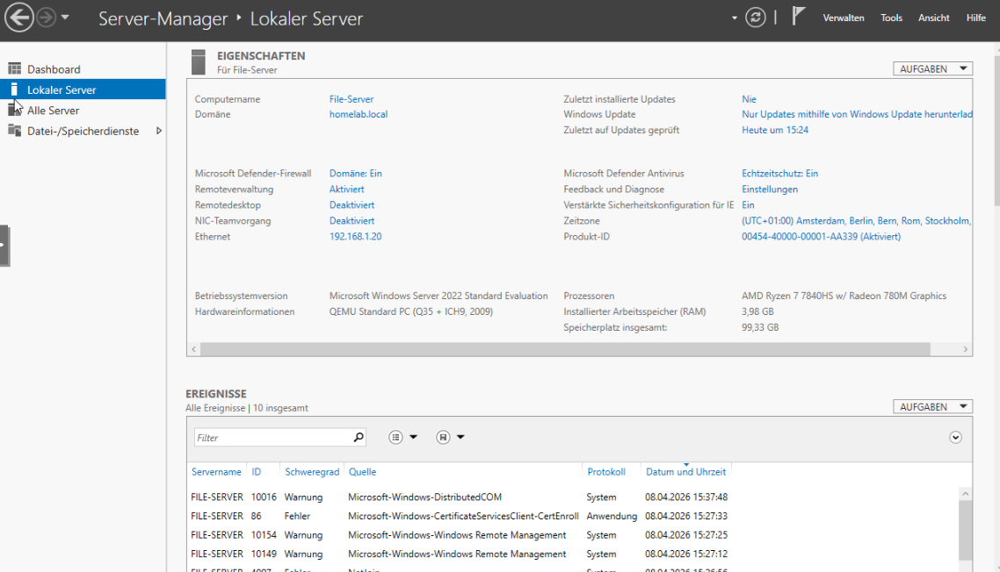 Server-Manager ‣ Lokaler Server
Verwalten Tools Ansicht Hilfe
Dashboard
Lokaler Server
Alle Server
Datei-/Speicherdienste
EIGENSCHAFTEN
Für File-Server
AUFGABEN
Computername File-Server Zuletzt installierte Updates Nie
Domäne homelab.local Windows Update Nur Updates mithilfe von Windows Update herunterlad
Zuletzt auf Updates geprüft Heute um 15:24
Microsoft Defender-Firewall Domäne: Ein Microsoft Defender Antivirus Echtzeitschutz: Ein
Remoteverwaltung Aktiviert Feedback und Diagnose Einstellungen
Remotedesktop Deaktiviert Verstärkte Sicherheitskonfiguration für IE Ein
NIC-Teamvorgang Deaktiviert Zeitzone (UTC+01:00) Amsterdam, Berlin, Bern, Rom, Stockholm,
Ethernet 192.168.1.20 Produkt-ID 00454-40000-00001-AA339 (Aktiviert)
Betriebssystemversion Microsoft Windows Server 2022 Standard Evaluation Prozessoren AMD Ryzen 7 7840HS w/ Radeon 780M Graphics
Hardwareinformationen QEMU Standard PC (Q35 + ICH9, 2009) Installierter Arbeitsspeicher (RAM) 3,98 GB
Speicherplatz insgesamt: 99,33 GB
EREIGNISSE
Alle Ereignisse | 10 insgesamt
AUFGABEN
Filter
Servername ID Schweregrad Quelle Protokoll Datum und Uhrzeit
FILE-SERVER 10016 Warnung Microsoft-Windows-DistributedCOM System 08.04.2026 15:37:48
FILE-SERVER 86 Fehler Microsoft-Windows-CertificateServicesClient-CertEnroll Anwendung 08.04.2026 15:27:33
FILE-SERVER 10154 Warnung Microsoft-Windows-Windows Remote Management System 08.04.2026 15:27:25
FILE-SERVER 10149 Warnung Microsoft-Windows-Windows Remote Management System 08.04.2026 15:27:12